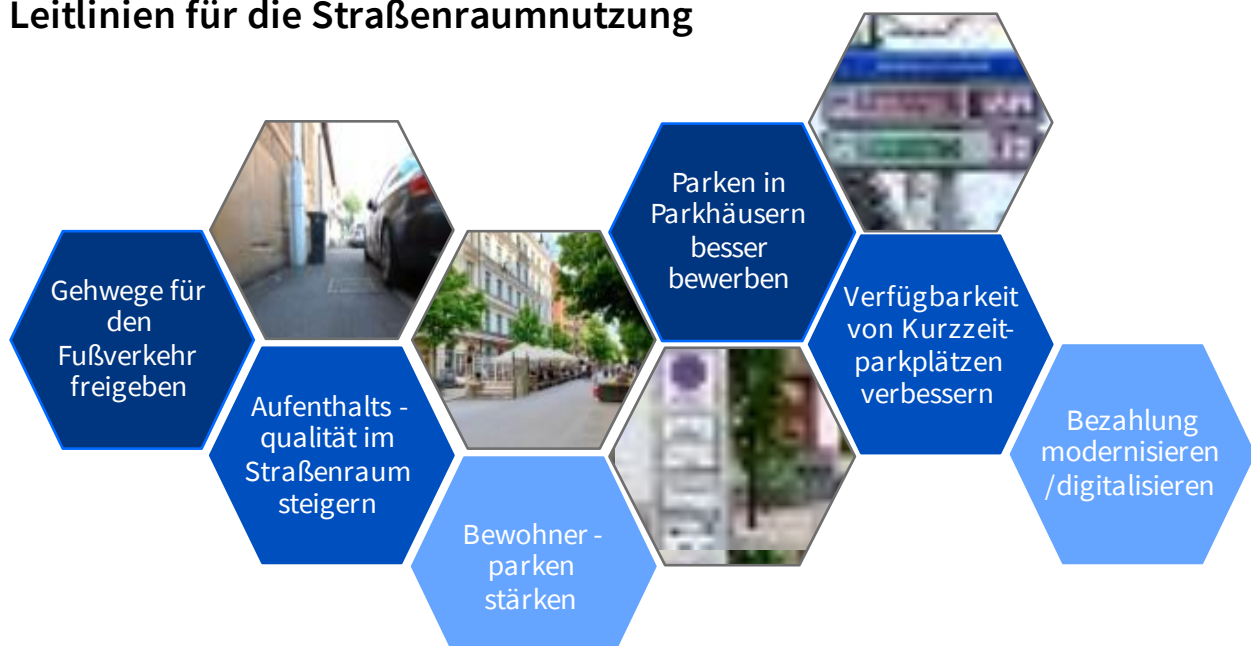 Leitlinien für die Straßenraumnutzung
Gehwege für
den
Fußverkehr
freigeben
Aufenthalts -
qualität im
Straßenraum
steigern
Bewohner -
parken
stärken
Parken in
Parkhäusern
besser
bewerben
Verfügbarkeit
von Kurzzeit-
parkplätzen
verbessern
Bezahlung
modernisieren
/digitalisieren